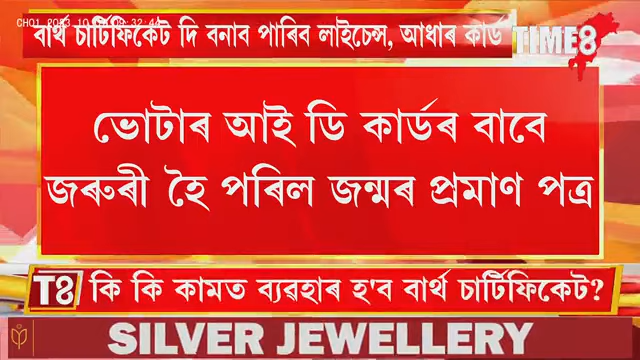 বাৰ্থ চাৰ্টিফিকেট দি বনাব পাৰিব লাইচেন্স, আধাৰ কাৰ্ড
TIME8
ভোটাৰ আই ডি কাৰ্ডৰ বাবে
জৰুৰী হৈ পৰিল জন্মৰ প্ৰমাণ পত্ৰ
T8 কি কি কামত ব্যৱহাৰ হ'ব বাৰ্থ চাৰ্টিফিকেট?
SILVER JEWELLERY